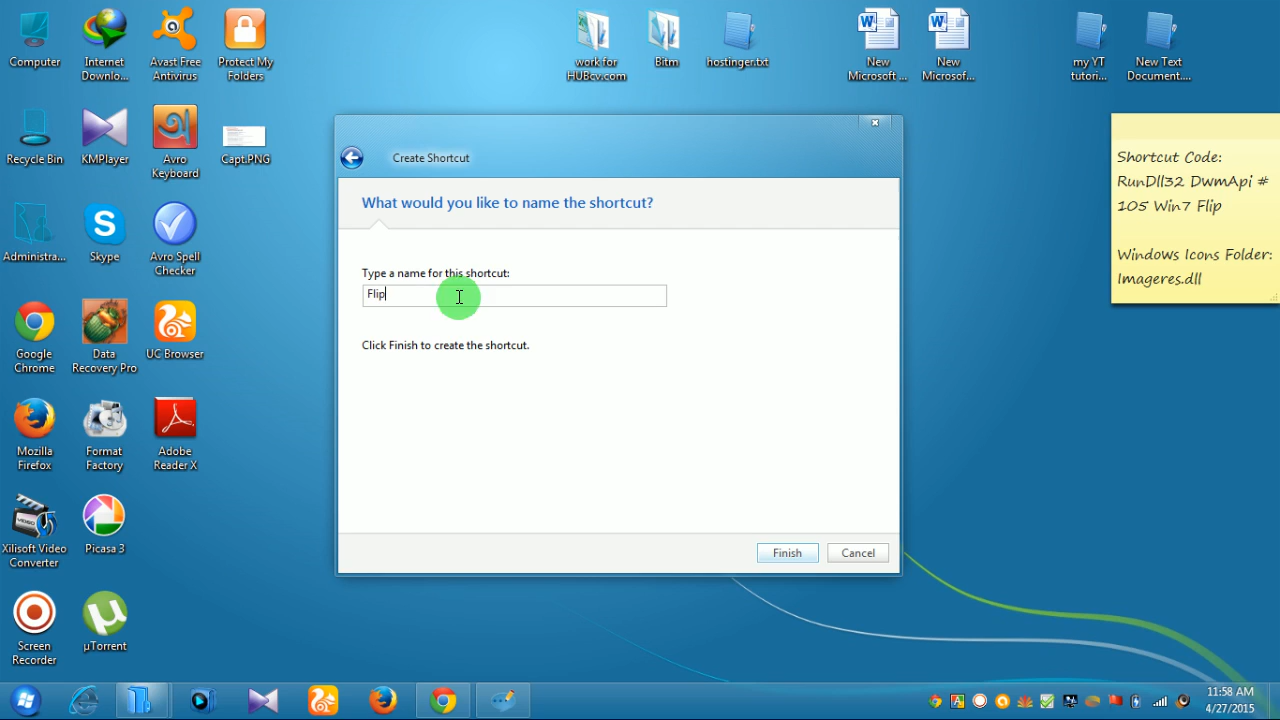 Computer
Internet
Downlo...
Avast Free
Antivirus
Protect My
Folders
work for
HUBcv.com
Bitm
hostinger.txt
New
Microsoft ...
New
Microsof...
my YT
tutori...
New Text
Document....
Recycle Bin
KMPlayer
Avro
Keyboard
Capt.PNG
Administra...
Skype
Avro Spell
Checker
Google
Chrome
Data
Recovery Pro
UC Browser
Mozilla
Firefox
Format
Factory
Adobe
Reader X
Xilisoft Video
Converter
Picasa 3
Screen
Recorder
µTorrent
Create Shortcut
What would you like to name the shortcut?
Type a name for this shortcut:
Flip
Click Finish to create the shortcut.
Finish
Cancel
Shortcut Code:
RunDll32 DwmApi #
105 Win7 Flip
Windows Icons Folder:
Imageres.dll
11:58 AM
4/27/2015